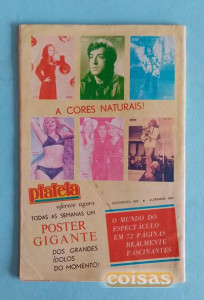 A CORES NATURAIS!
plateia
oferece agora
TODAS AS SEMANAS UM
POSTER
GIGANTE
DOS GRANDES
ÍDOLOS
DO MOMENTO!
O MUNDO DO
ESPECTÁCULO
EM 72 PÁGINAS
REALMENTE
FASCINANTES
coisas